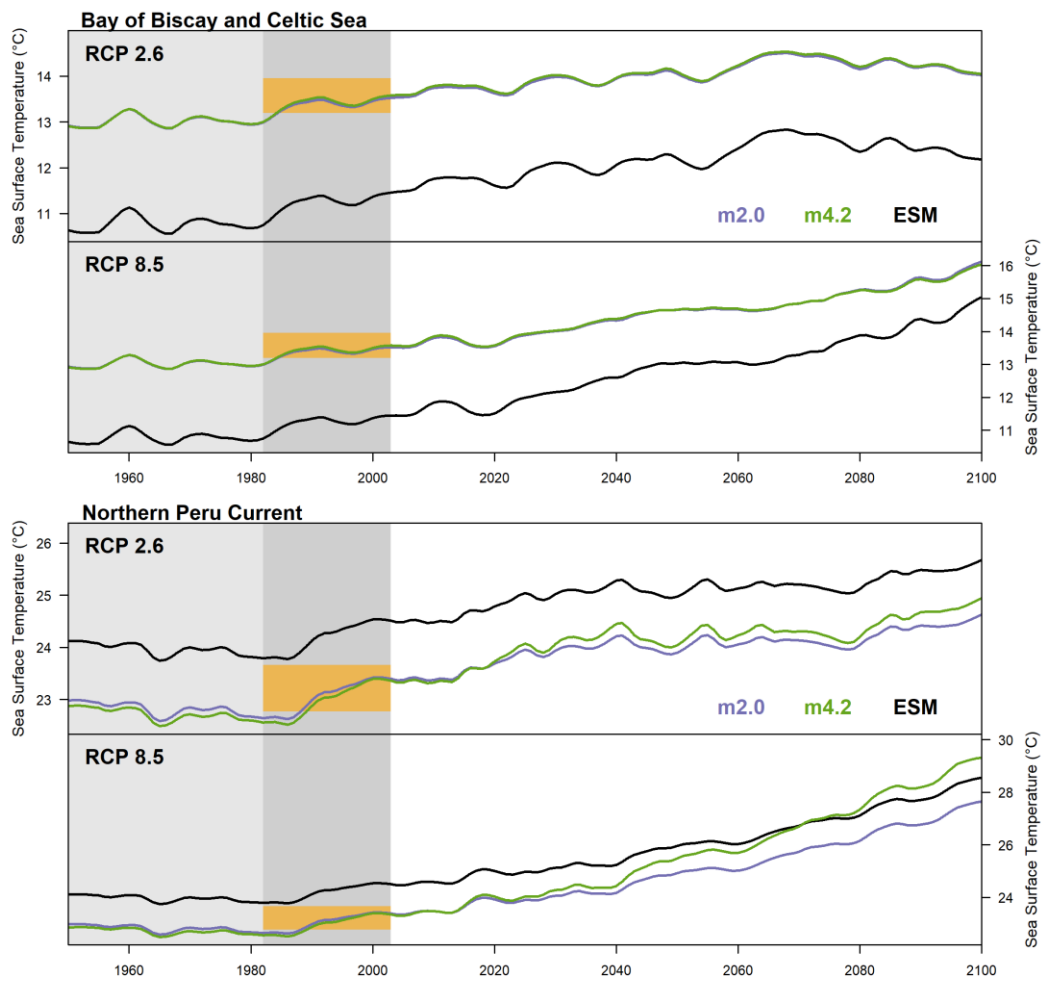 Bay of Biscay and Celtic Sea
Sea Surface Temperature (°C)
RCP 2.6
14
13
12
11
m2.0 m4.2 ESM
RCP 8.5
16
15
14
13
12
11
Sea Surface Temperature (°C)
1960 1980 2000 2020 2040 2060 2080 2100
Northern Peru Current
Sea Surface Temperature (°C)
RCP 2.6
26
25
24
23
m2.0 m4.2 ESM
RCP 8.5
30
28
26
24
Sea Surface Temperature (°C)
1960 1980 2000 2020 2040 2060 2080 2100